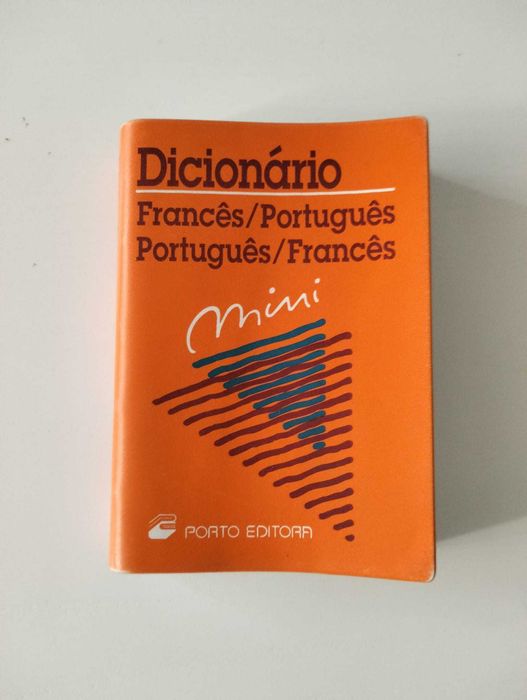 Dicionário
Francês/Português
Português/Francês
mini
PORTO EDITORA